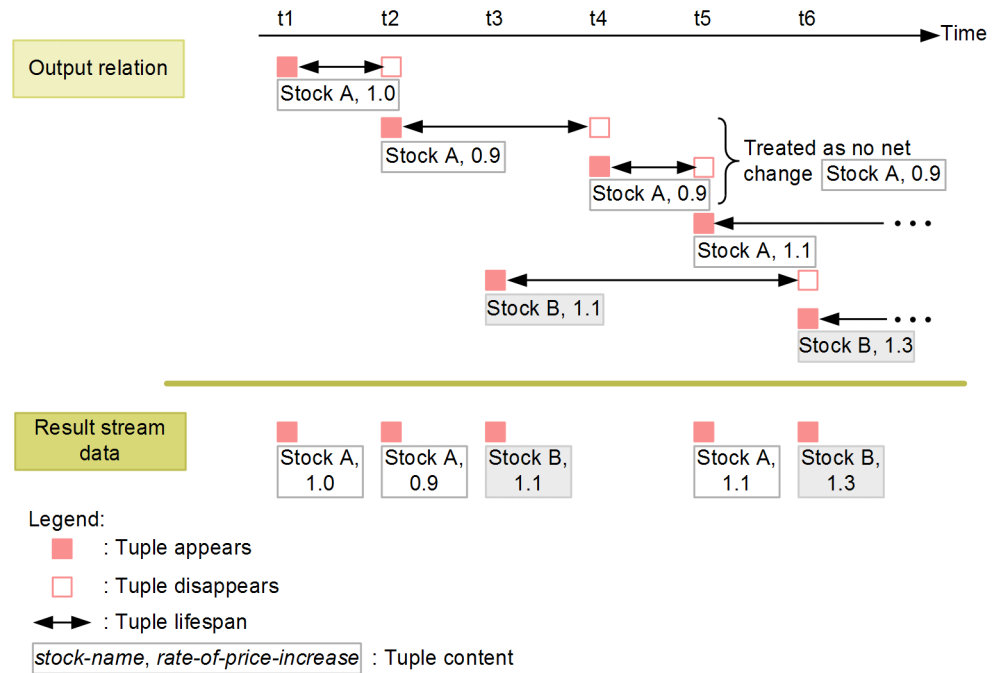 t1 t2 t3 t4 t5 t6
Time
Output relation
Stock A, 1.0
Stock A, 0.9
Treated as no net
change Stock A, 0.9
Stock A, 0.9
Stock A, 1.1
Stock B, 1.1
Stock B, 1.3
Result stream
data
Stock A,
1.0
Stock A,
0.9
Stock B,
1.1
Stock A,
1.1
Stock B,
1.3
Legend:
: Tuple appears
: Tuple disappears
: Tuple lifespan
stock-name, rate-of-price-increase : Tuple content